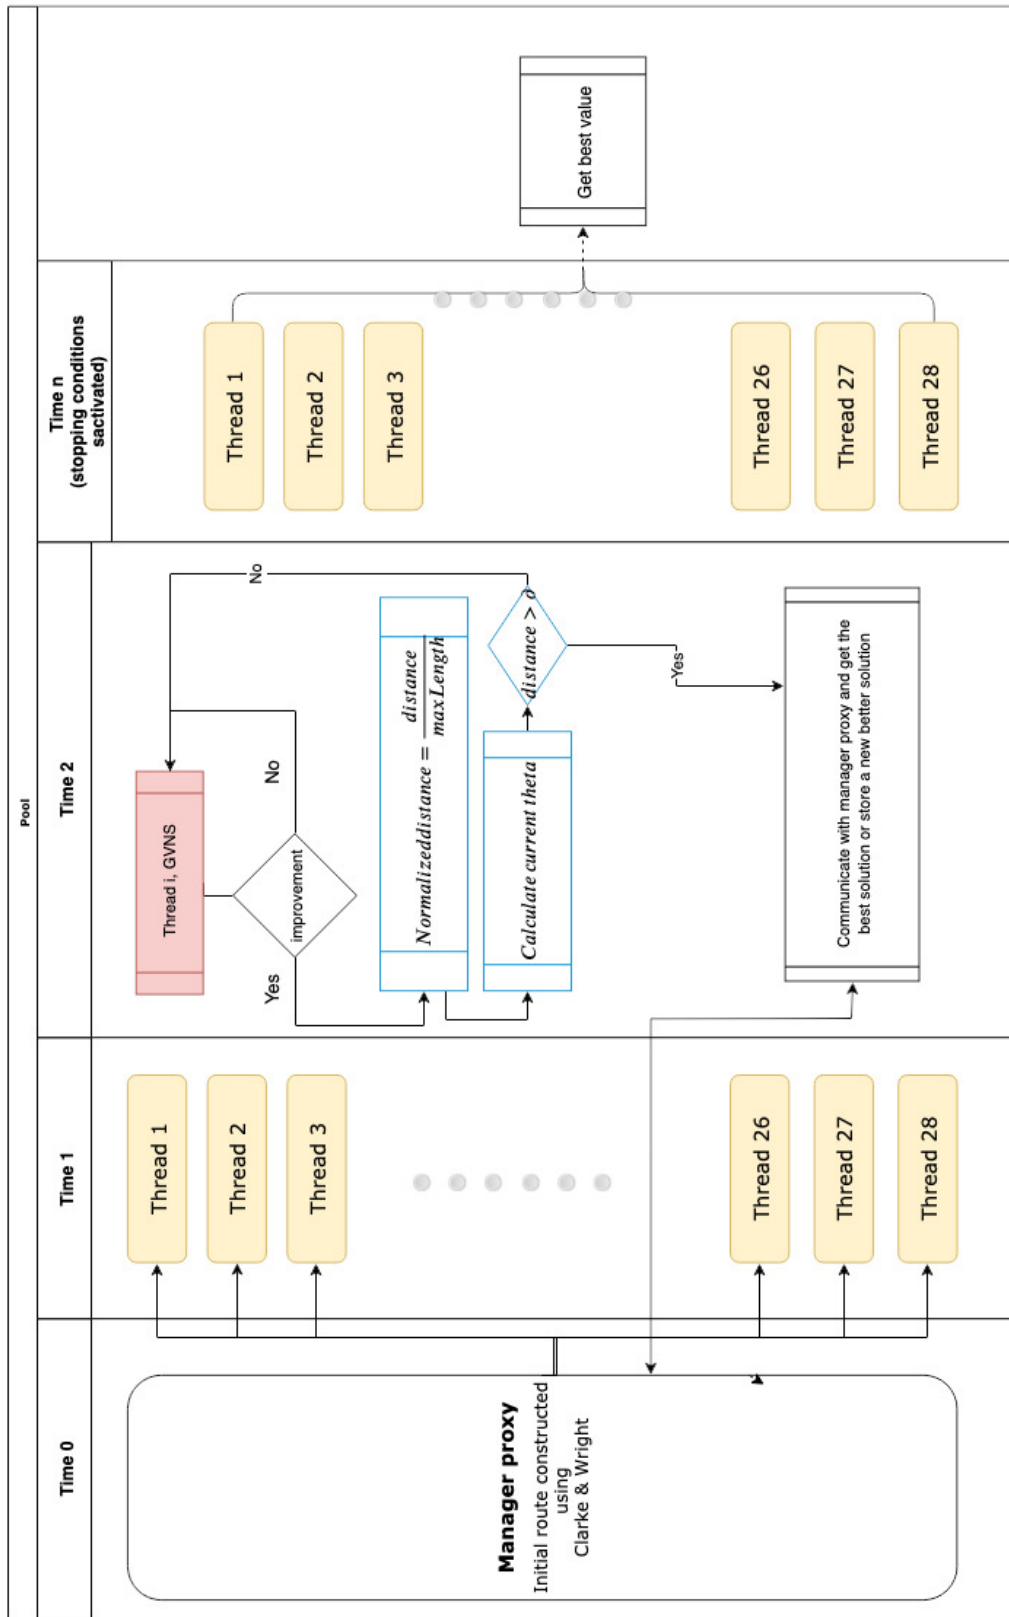 Pool
Time 0
Time 1
Time 2
Time n
(stopping conditions
sactivated)
Manager proxy
Initial route constructed
using
Clarke & Wright
Thread 1
Thread 2
Thread 3
Thread 26
Thread 27
Thread 28
Thread i, GVNS
improvement
Yes
No
Normalizeddistance = distance / maxLength
Calculate current theta
distance > σ
No
Yes
Communicate with manager proxy and get the
best solution or store a new better solution
Thread 1
Thread 2
Thread 3
Thread 26
Thread 27
Thread 28
Get best value